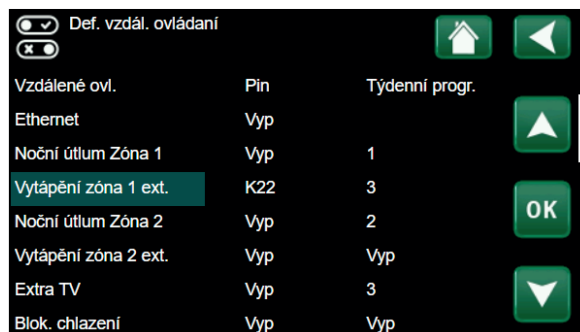 Def. vzdál. ovládaní
Vzdálené ovl. Pin Týdenní progr.
Ethernet Vyp
Noční útlum Zóna 1 Vyp 1
Vytápění zóna 1 ext. K22 3
Noční útlum Zóna 2 Vyp 2
Vytápění zóna 2 ext. Vyp Vyp
Extra TV Vyp 3
Blok. chlazení Vyp Vyp
OK